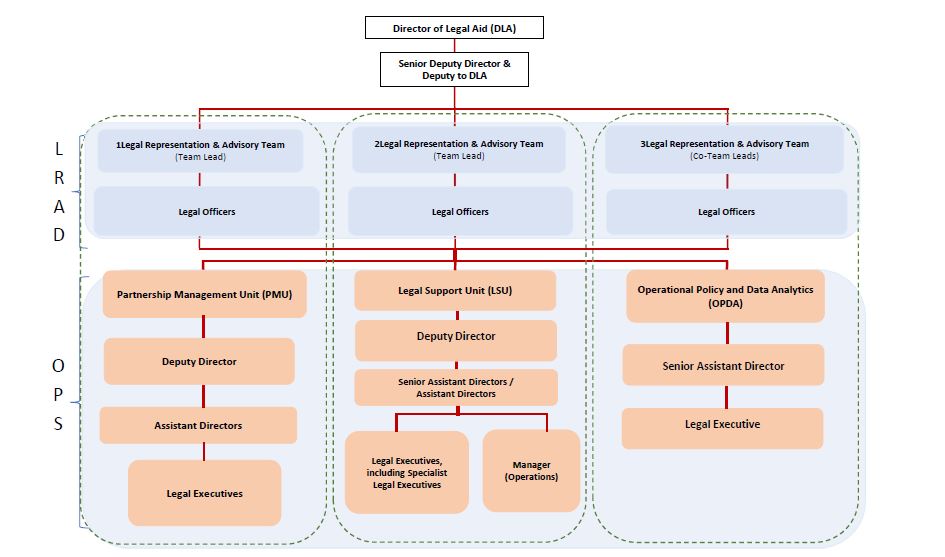 Director of Legal Aid (DLA)
Senior Deputy Director &
Deputy to DLA
L
R
A
D
1Legal Representation & Advisory Team
(Team Lead)
2Legal Representation & Advisory Team
(Team Lead)
3Legal Representation & Advisory Team
(Co-Team Leads)
Legal Officers
Legal Officers
Legal Officers
O
P
S
Partnership Management Unit (PMU)
Legal Support Unit (LSU)
Operational Policy and Data Analytics
(OPDA)
Deputy Director
Deputy Director
Senior Assistant Director
Assistant Directors
Senior Assistant Directors /
Assistant Directors
Legal Executive
Legal Executives
Legal Executives,
including Specialist
Legal Executives
Manager
(Operations)